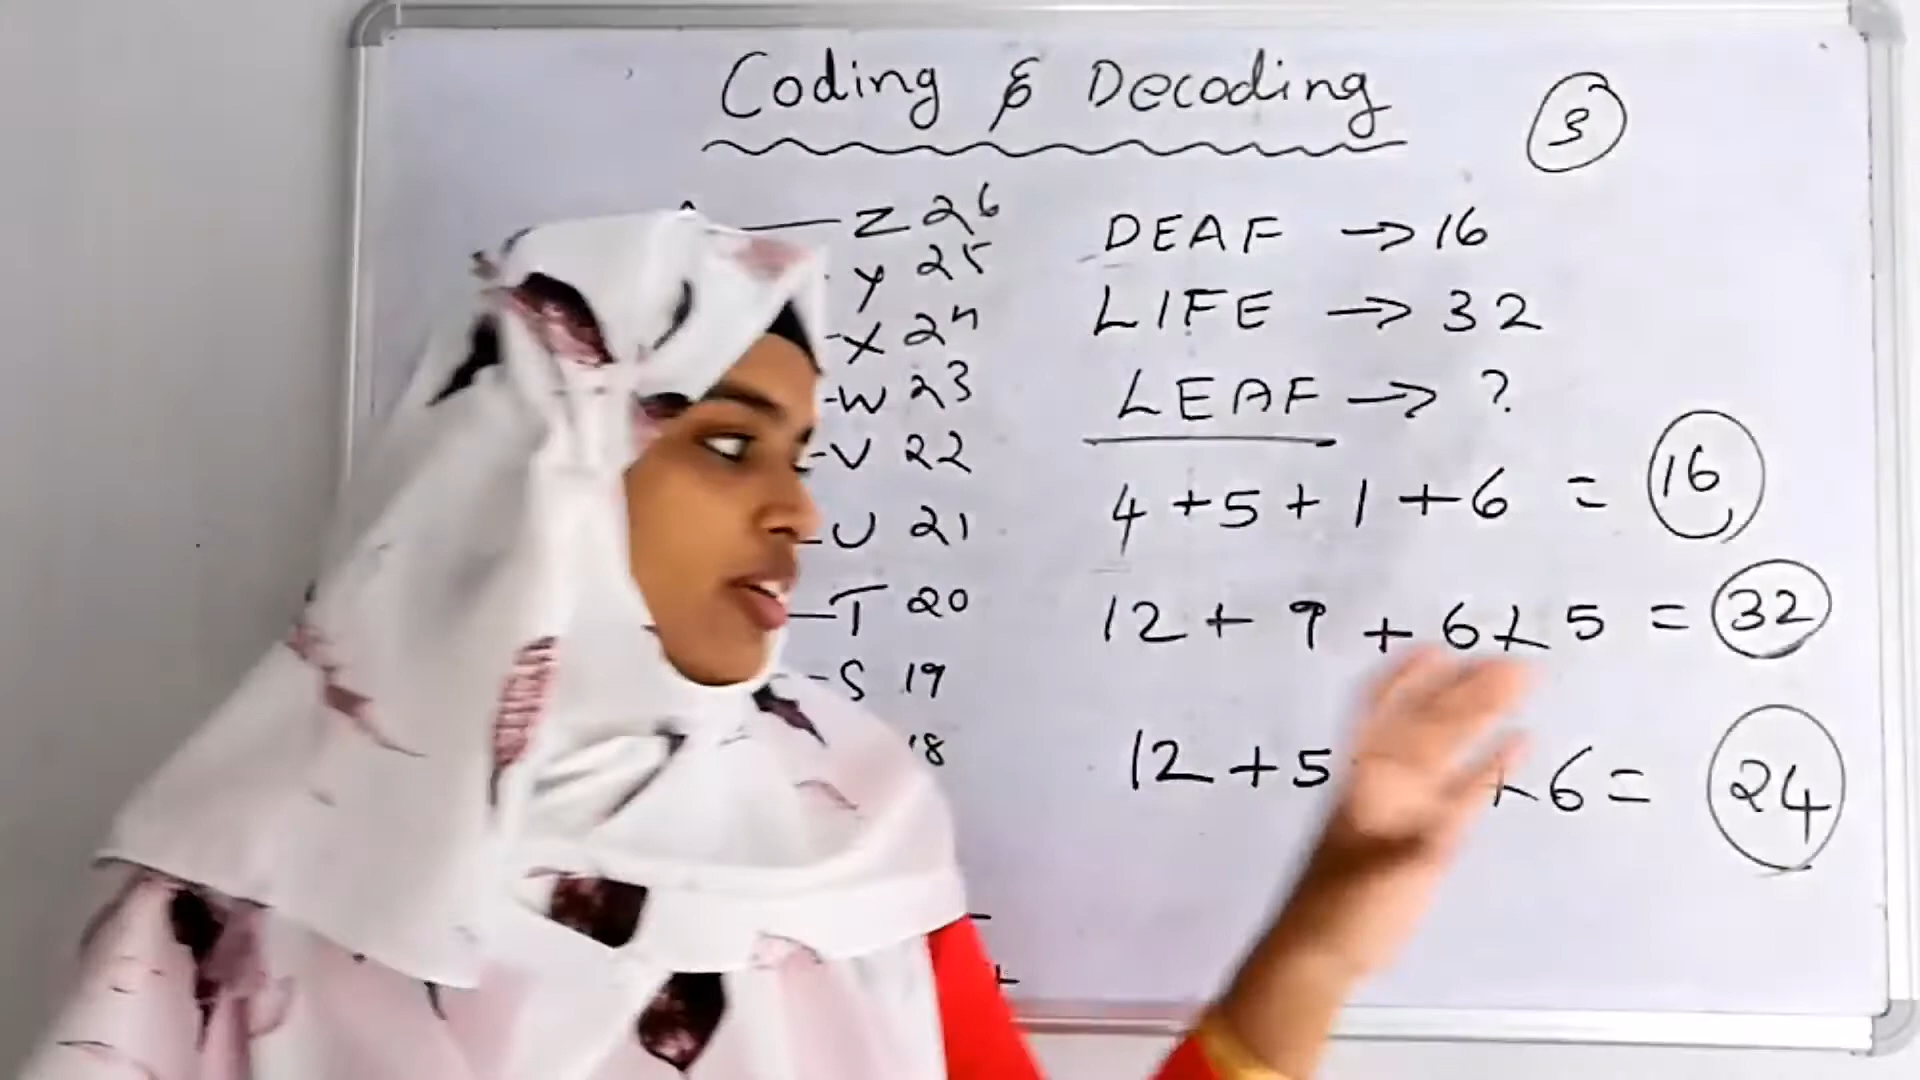 Coding & Decoding
3
Z 26
Y 25
X 24
W 23
V 22
U 21
T 20
S 19
18
DEAF → 16
LIFE → 32
LEAF → ?
4 + 5 + 1 + 6 = 16
12 + 9 + 6 + 5 = 32
12 + 5 + 6 = 24